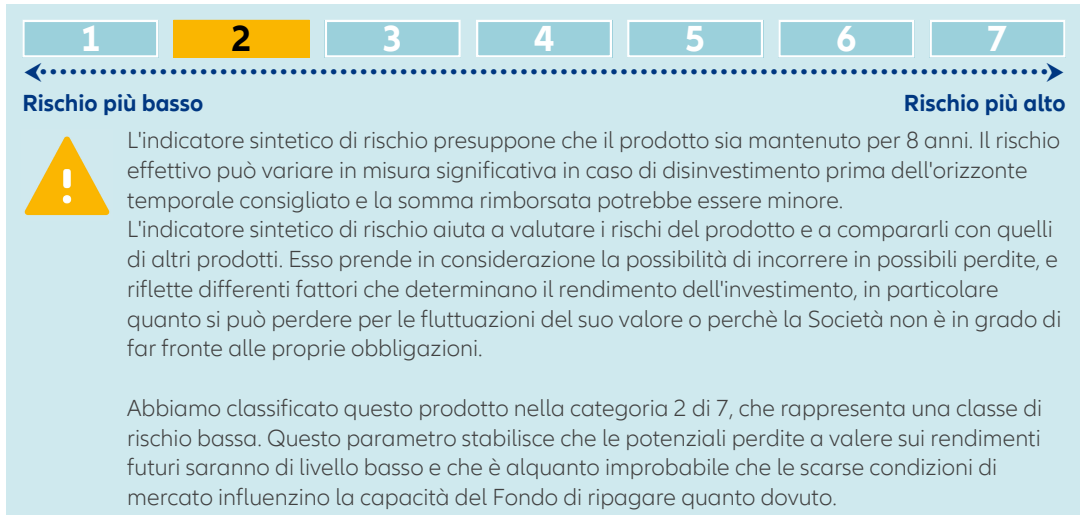 1 2 3 4 5 6 7
Rischio più basso Rischio più alto
L'indicatore sintetico di rischio presuppone che il prodotto sia mantenuto per 8 anni. Il rischio
effettivo può variare in misura significativa in caso di disinvestimento prima dell'orizzonte
temporale consigliato e la somma rimborsata potrebbe essere minore.
L'indicatore sintetico di rischio aiuta a valutare i rischi del prodotto e a compararli con quelli
di altri prodotti. Esso prende in considerazione la possibilità di incorrere in possibili perdite, e
riflette differenti fattori che determinano il rendimento dell'investimento, in particolare
quanto si può perdere per le fluttuazioni del suo valore o perchè la Società non è in grado di
far fronte alle proprie obbligazioni.
Abbiamo classificato questo prodotto nella categoria 2 di 7, che rappresenta una classe di
rischio bassa. Questo parametro stabilisce che le potenziali perdite a valere sui rendimenti
futuri saranno di livello basso e che è alquanto improbabile che le scarse condizioni di
mercato influenzino la capacità del Fondo di ripagare quanto dovuto.